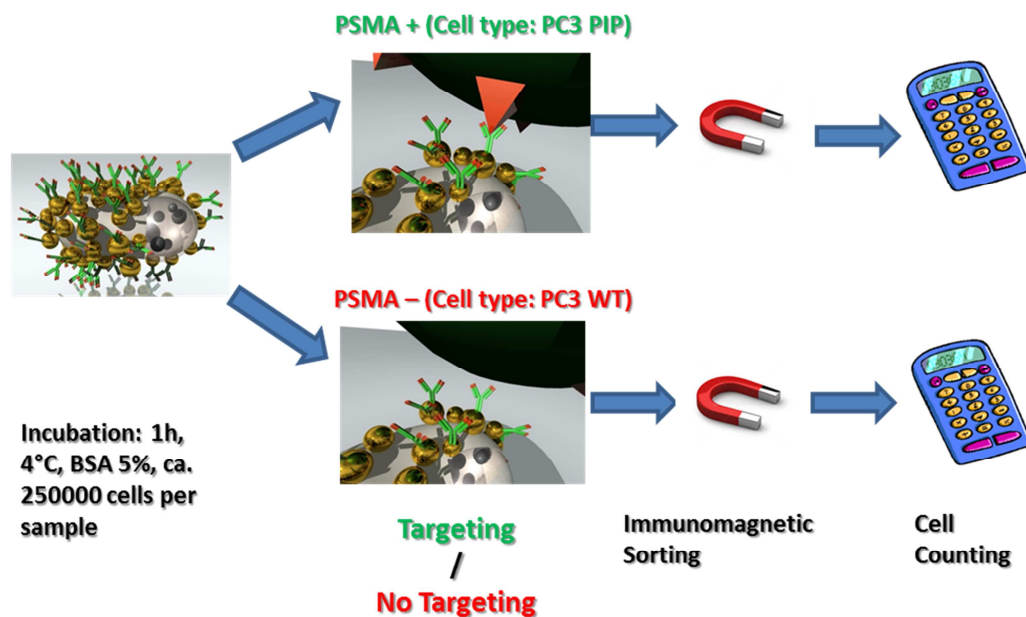 PSMA + (Cell type: PC3 PIP)
PSMA – (Cell type: PC3 WT)
Incubation: 1h,
4°C, BSA 5%, ca.
250000 cells per
sample
Targeting
/
No Targeting
Immunomagnetic
Sorting
Cell
Counting